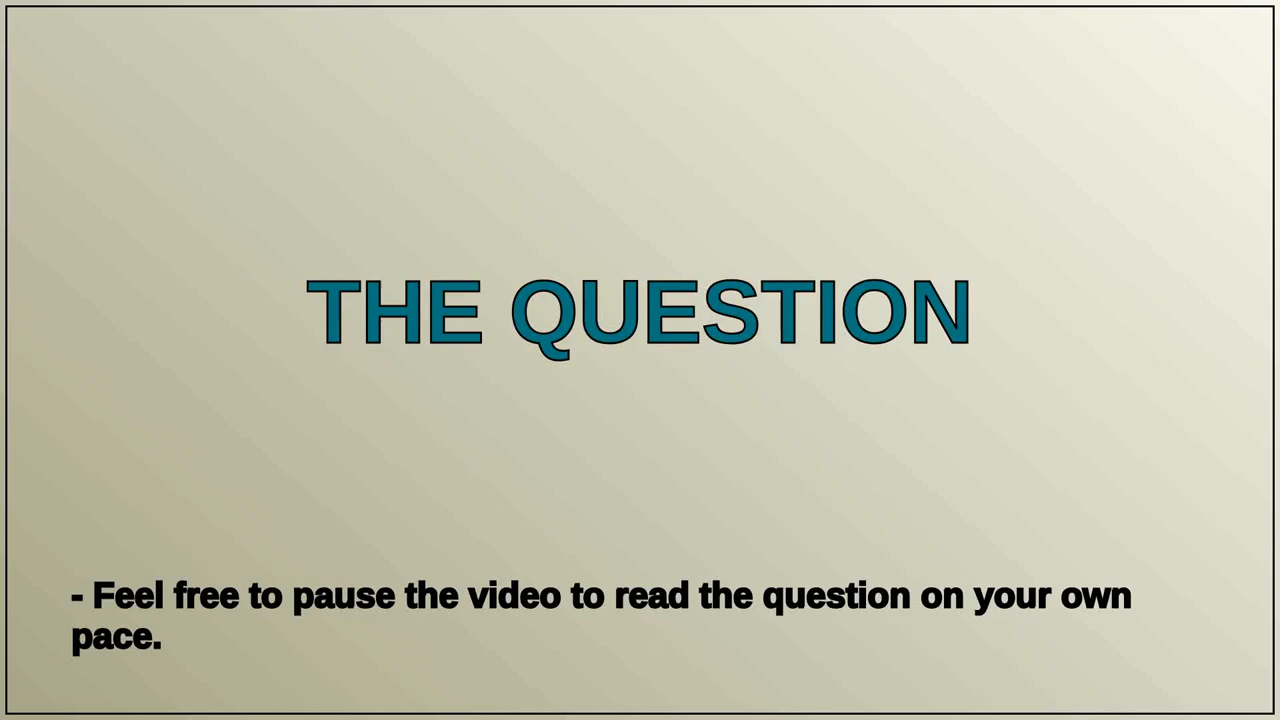 THE QUESTION
- Feel free to pause the video to read the question on your own
pace.